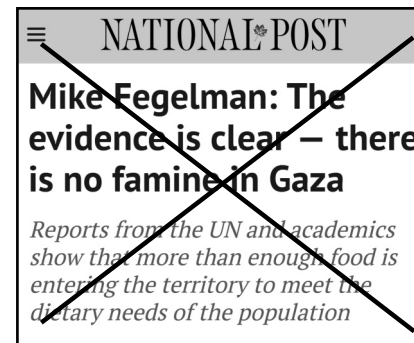 NATIONAL POST
Mike Fegelman: The
evidence is clear — there
is no famine in Gaza
Reports from the UN and academics
show that more than enough food is
entering the territory to meet the
dietary needs of the population